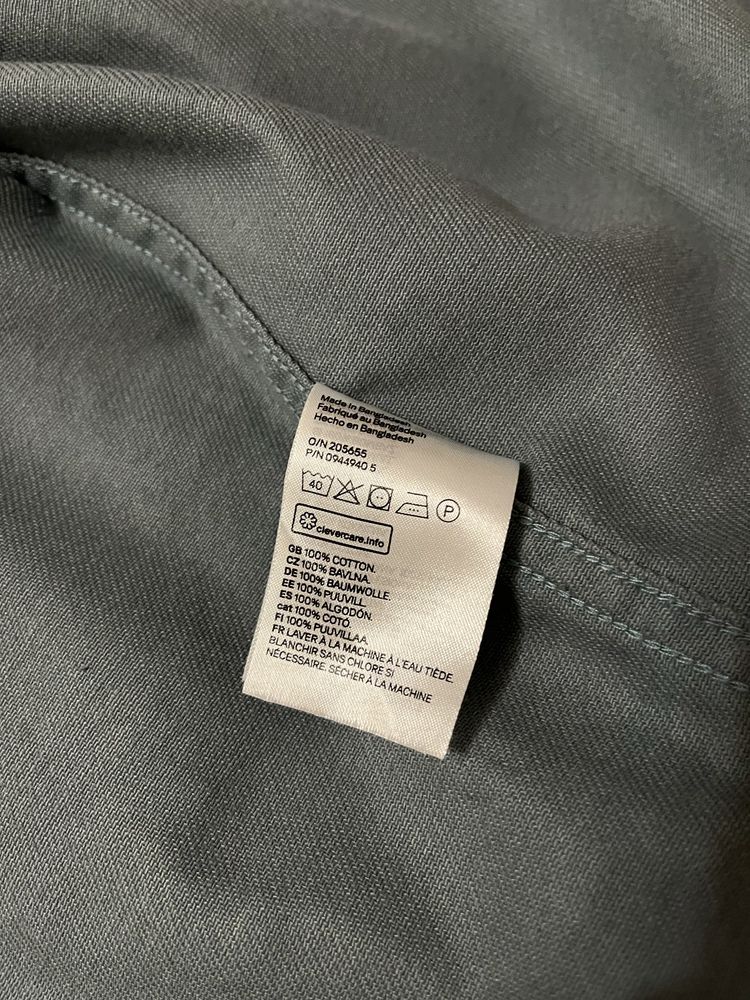 Made in Bangladesh
Fabriqué au Bangladesh
Hecho en Bangladesh
O/N 205655
P/N 0944940 5
40
P
clevercare.info
GB 100% COTTON.
CZ 100% BAVLNA.
DE 100% BAUMWOLLE.
EE 100% PUUVILL.
ES 100% ALGODÓN.
cat 100% COTÓ.
FI 100% PUUVILLAA.
FR LAVER À LA MACHINE À L'EAU TIÈDE.
BLANCHIR SANS CHLORE SI
NÉCESSAIRE. SÉCHER À LA MACHINE